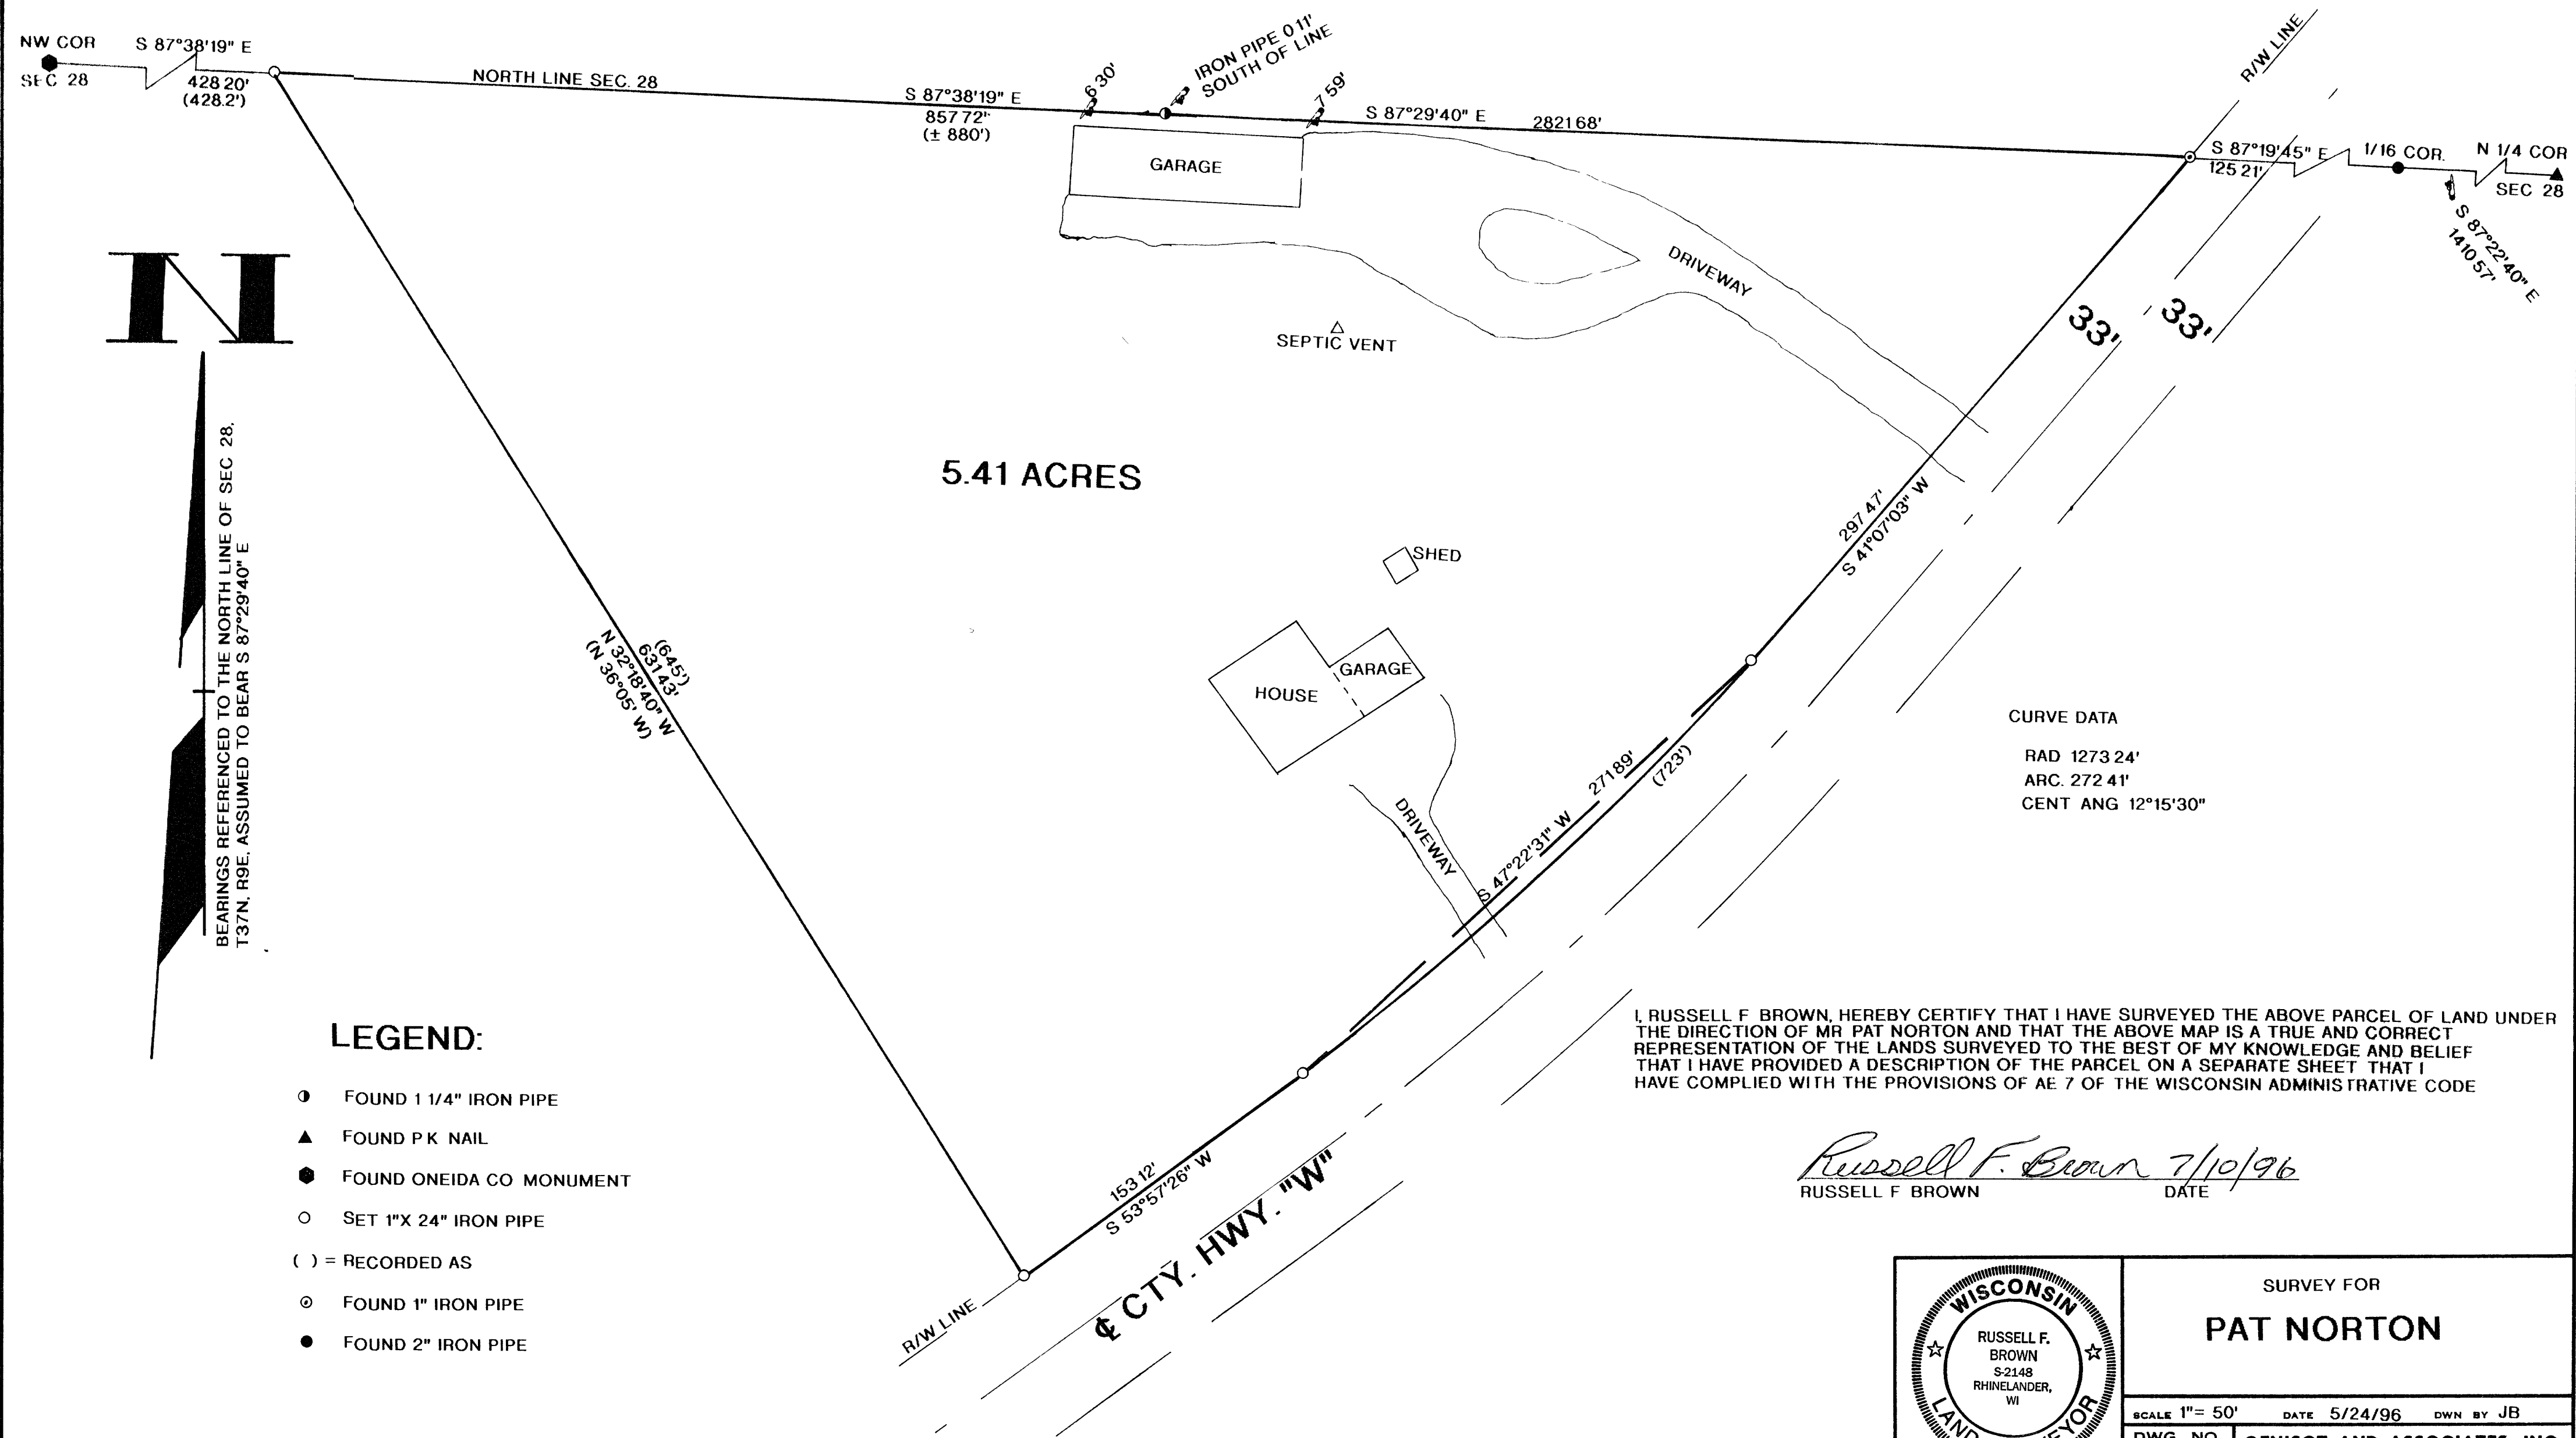 NW COR
SEC 28
S 87°38'19" E
428 20'
(428.2')
NORTH LINE SEC. 28
S 87°38'19" E
857 72'
(± 880')
6 30'
IRON PIPE 0 11'
SOUTH OF LINE
7 59'
S 87°29'40" E
2821 68'
R/W LINE
S 87°19'45" E
125 21'
1/16 COR.
N 1/4 COR
SEC 28
S 87°22'40" E
1410 57'
GARAGE
DRIVEWAY
SEPTIC VENT
33'
33'
N
BEARINGS REFERENCED TO THE NORTH LINE OF SEC 28,
T37N, R9E, ASSUMED TO BEAR S 87°29'40" E
5.41 ACRES
297 47'
S 41°07'03" W
SHED
HOUSE
GARAGE
(645')
631 43'
N 32°18'40" W
(N 36°05' W)
DRIVEWAY
S 47°22'31" W
271 89'
(723')
CURVE DATA
RAD 1273 24'
ARC. 272 41'
CENT ANG 12°15'30"
153 12'
S 53°57'26" W
℄ CTY. HWY. "W"
R/W LINE
LEGEND:
FOUND 1 1/4" IRON PIPE
FOUND P K NAIL
FOUND ONEIDA CO MONUMENT
SET 1"X 24" IRON PIPE
( ) = RECORDED AS
FOUND 1" IRON PIPE
FOUND 2" IRON PIPE
I, RUSSELL F BROWN, HEREBY CERTIFY THAT I HAVE SURVEYED THE ABOVE PARCEL OF LAND UNDER
THE DIRECTION OF MR PAT NORTON AND THAT THE ABOVE MAP IS A TRUE AND CORRECT
REPRESENTATION OF THE LANDS SURVEYED TO THE BEST OF MY KNOWLEDGE AND BELIEF
THAT I HAVE PROVIDED A DESCRIPTION OF THE PARCEL ON A SEPARATE SHEET THAT I
HAVE COMPLIED WITH THE PROVISIONS OF AE 7 OF THE WISCONSIN ADMINISTRATIVE CODE
Russell F. Brown 7/10/96
RUSSELL F BROWN DATE
WISCONSIN
RUSSELL F.
BROWN
S-2148
RHINELANDER,
WI
LAND
SURVEY FOR
PAT NORTON
SCALE 1"= 50' DATE 5/24/96 DWN BY JB
DWG. NO.
AND ASSOCIATES, INC